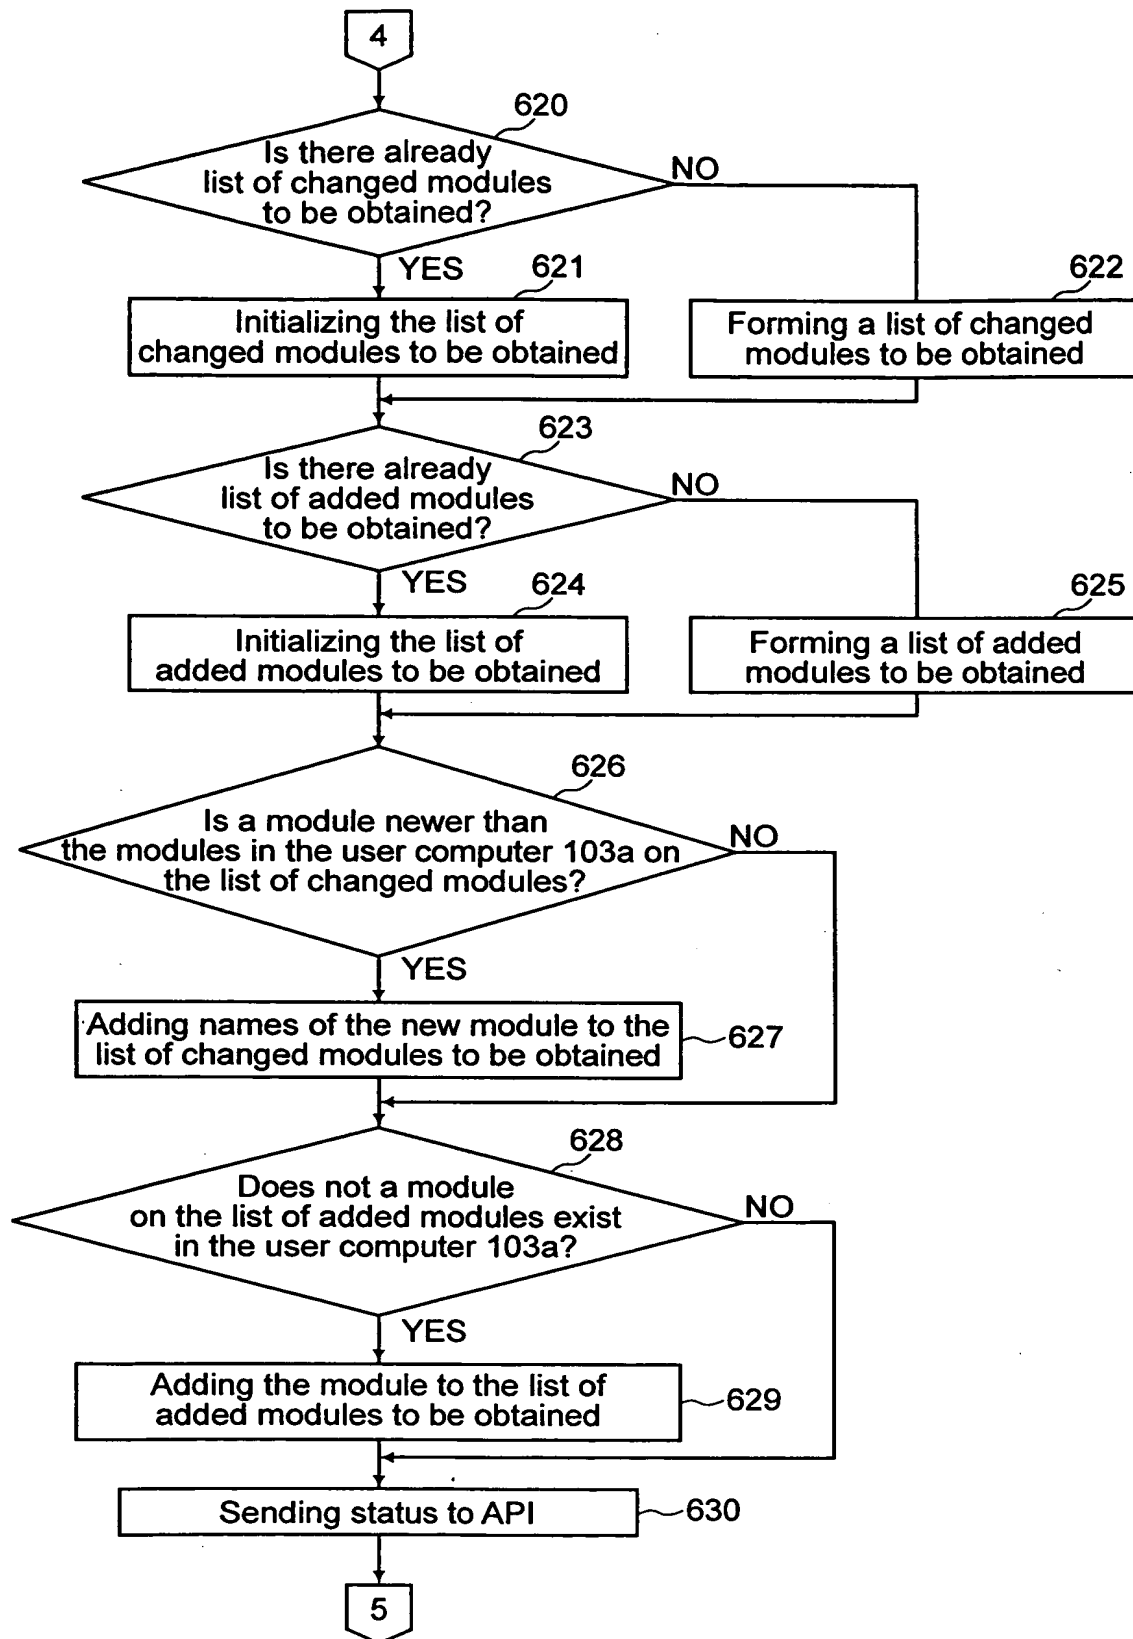 4
620
Is there already
list of changed modules
to be obtained?
NO
YES
621
Initializing the list of
changed modules to be obtained
622
Forming a list of changed
modules to be obtained
623
Is there already
list of added modules
to be obtained?
NO
YES
624
Initializing the list of
added modules to be obtained
625
Forming a list of added
modules to be obtained
626
Is a module newer than
the modules in the user computer 103a on
the list of changed modules?
NO
YES
Adding names of the new module to the
list of changed modules to be obtained
627
628
Does not a module
on the list of added modules exist
in the user computer 103a?
NO
YES
Adding the module to the list of
added modules to be obtained
629
Sending status to API
630
5